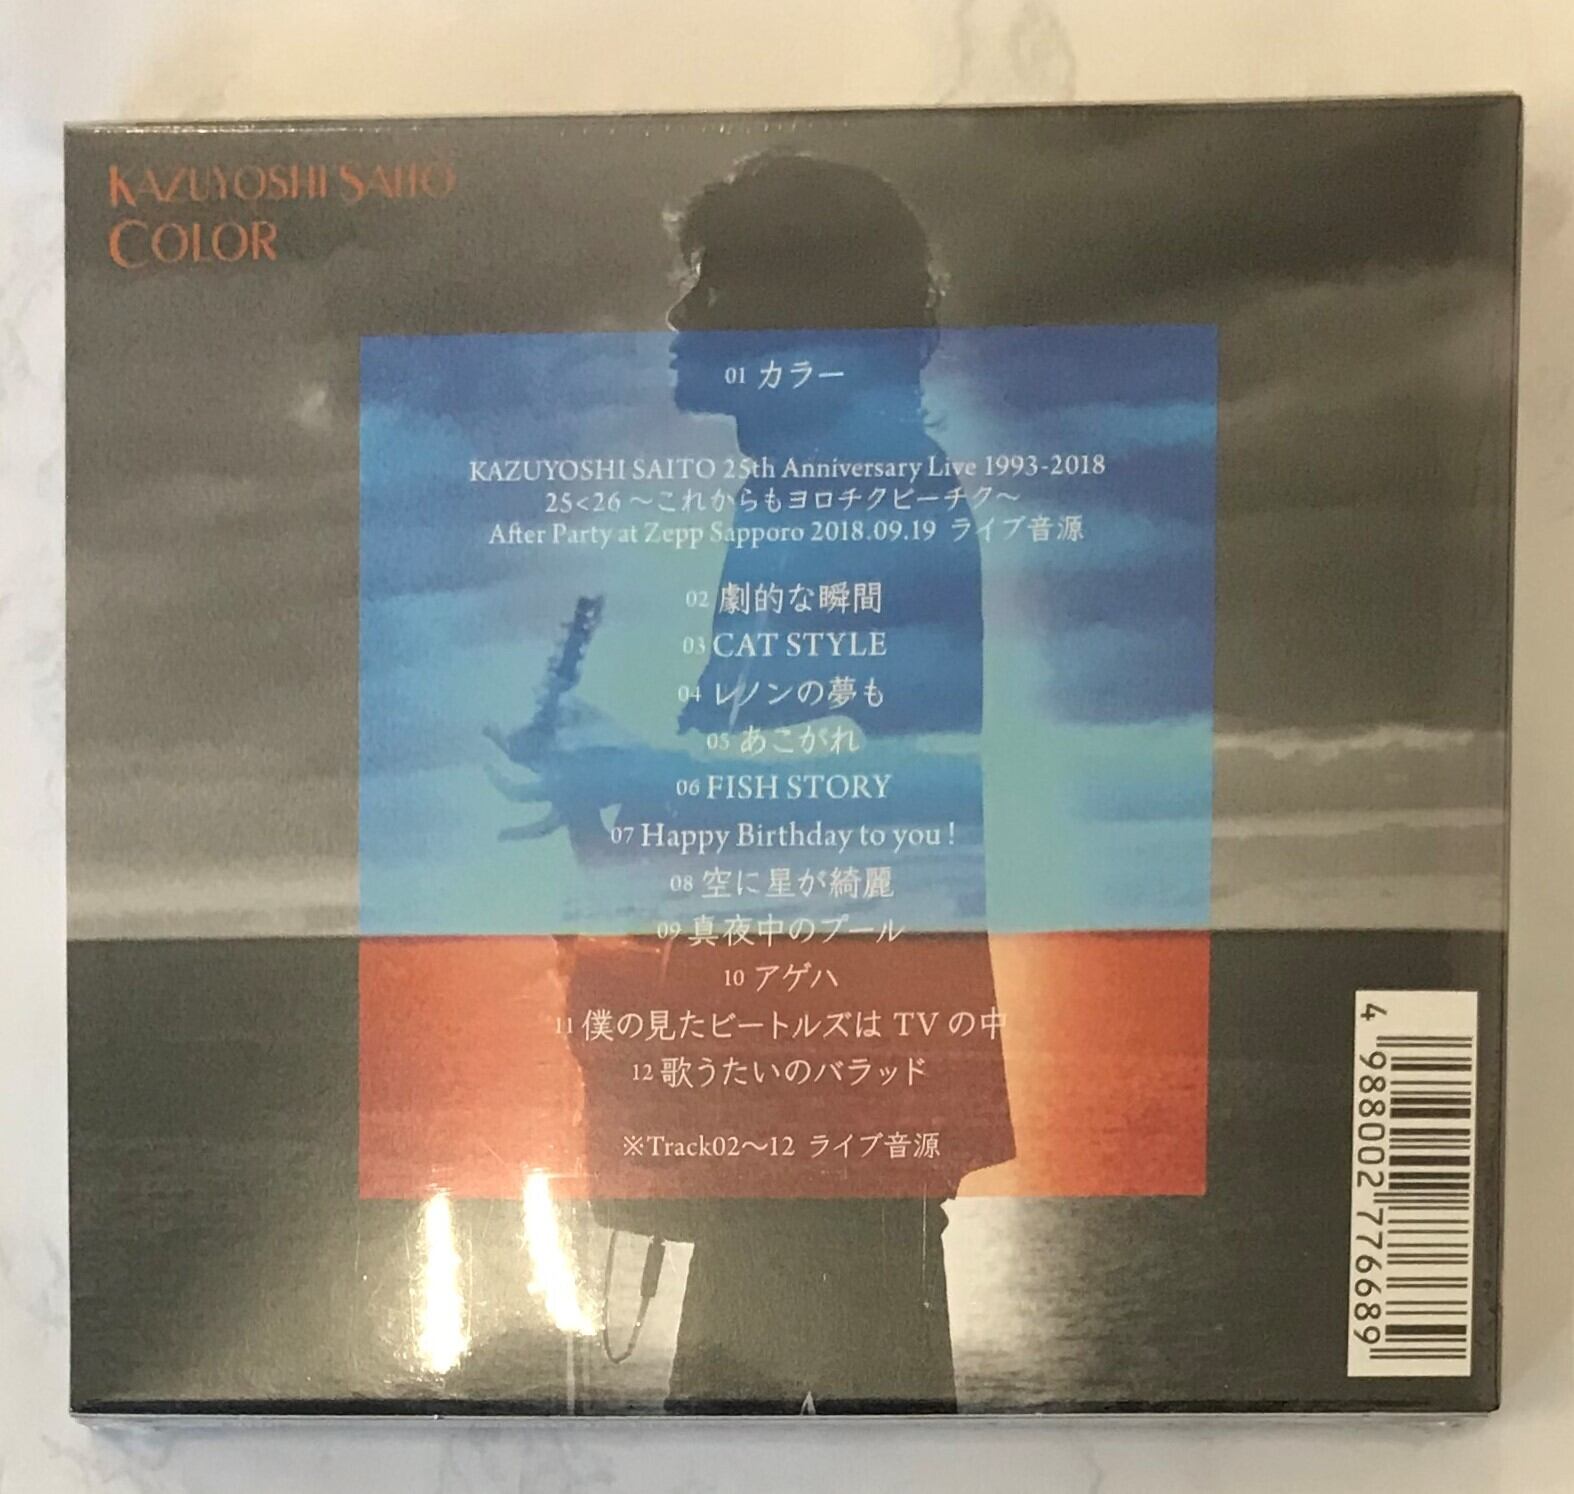 KAZUYOSHI SAITO
COLOR
01 カラー
KAZUYOSHI SAITO 25th Anniversary Live 1993-2018
25<26 ～これからもヨロチクビーチク～
After Party at Zepp Sapporo 2018.09.19 ライブ音源
02 劇的な瞬間
03 CAT STYLE
04 レノンの夢も
05 あこがれ
06 FISH STORY
07 Happy Birthday to you !
08 空に星が綺麗
09 真夜中のプール
10 アゲハ
11 僕の見たビートルズは TV の中
12 歌うたいのバラッド
※Track02～12 ライブ音源
4 988002 776689